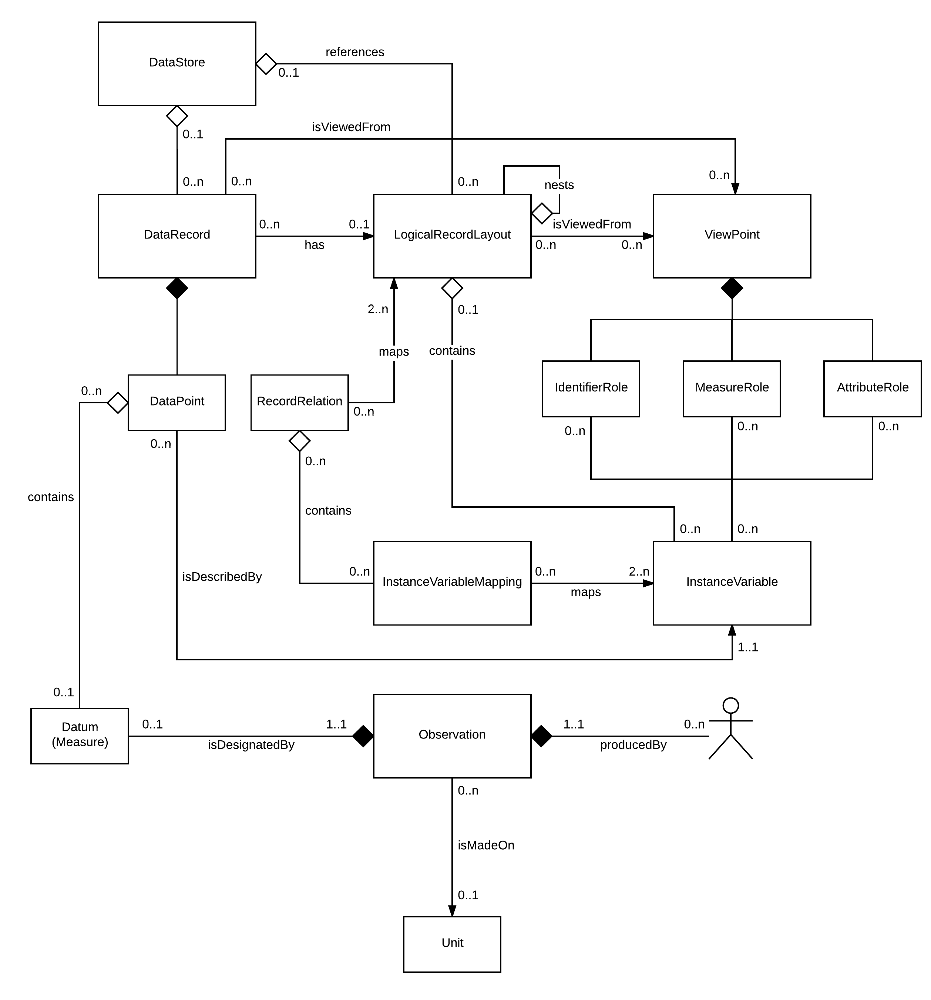 DataStore
references
0..1
0..1
isViewedFrom
0..n
0..n
0..n
0..n
nests
DataRecord
0..n
0..1
has
LogicalRecordLayout
isViewedFrom
0..n
0..n
ViewPoint
2..n
0..1
maps
contains
0..n
DataPoint
RecordRelation
0..n
IdentifierRole
MeasureRole
AttributeRole
0..n
0..n
0..n
0..n
0..n
contains
contains
0..n
0..n
isDescribedBy
0..n
InstanceVariableMapping
0..n
2..n
maps
InstanceVariable
1..1
0..1
Datum
(Measure)
0..1
1..1
isDesignatedBy
Observation
1..1
0..n
producedBy
0..n
isMadeOn
0..1
Unit